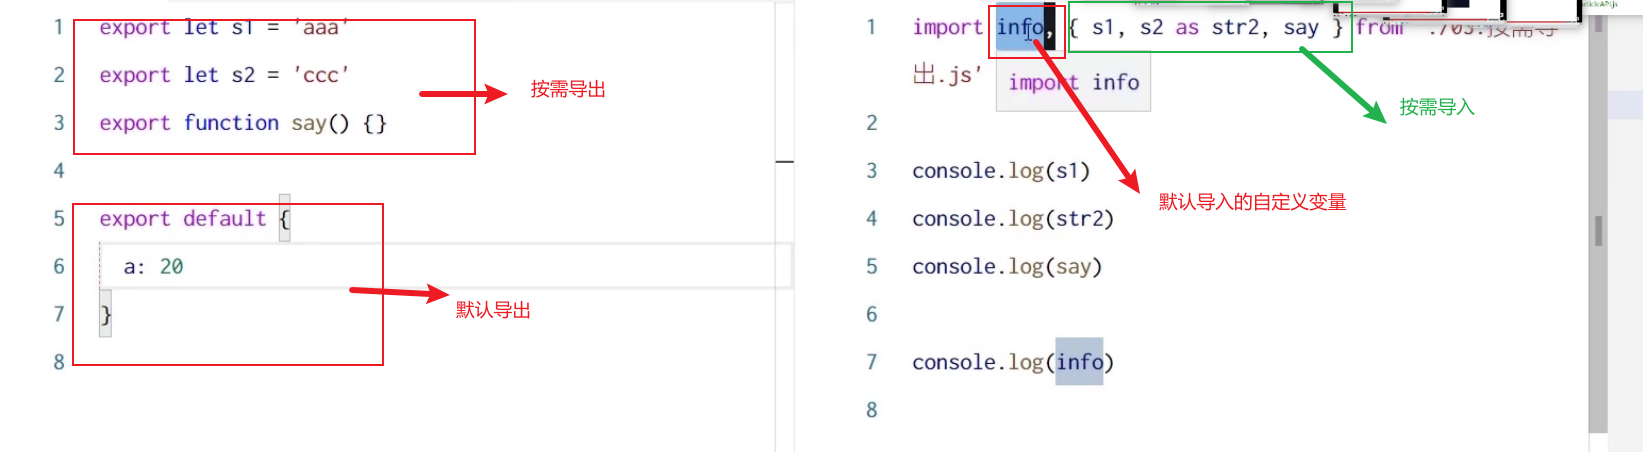 1 export let s1 = 'aaa'
2 export let s2 = 'ccc'
3 export function say() {}
4
5 export default {
6 a: 20
7 }
8
按需导出
默认导出
1 import info, { s1, s2 as str2, say } from
出.js'
import info
2
3 console.log(s1)
4 console.log(str2)
5 console.log(say)
6
7 console.log(info)
8
按需导入
默认导入的自定义变量